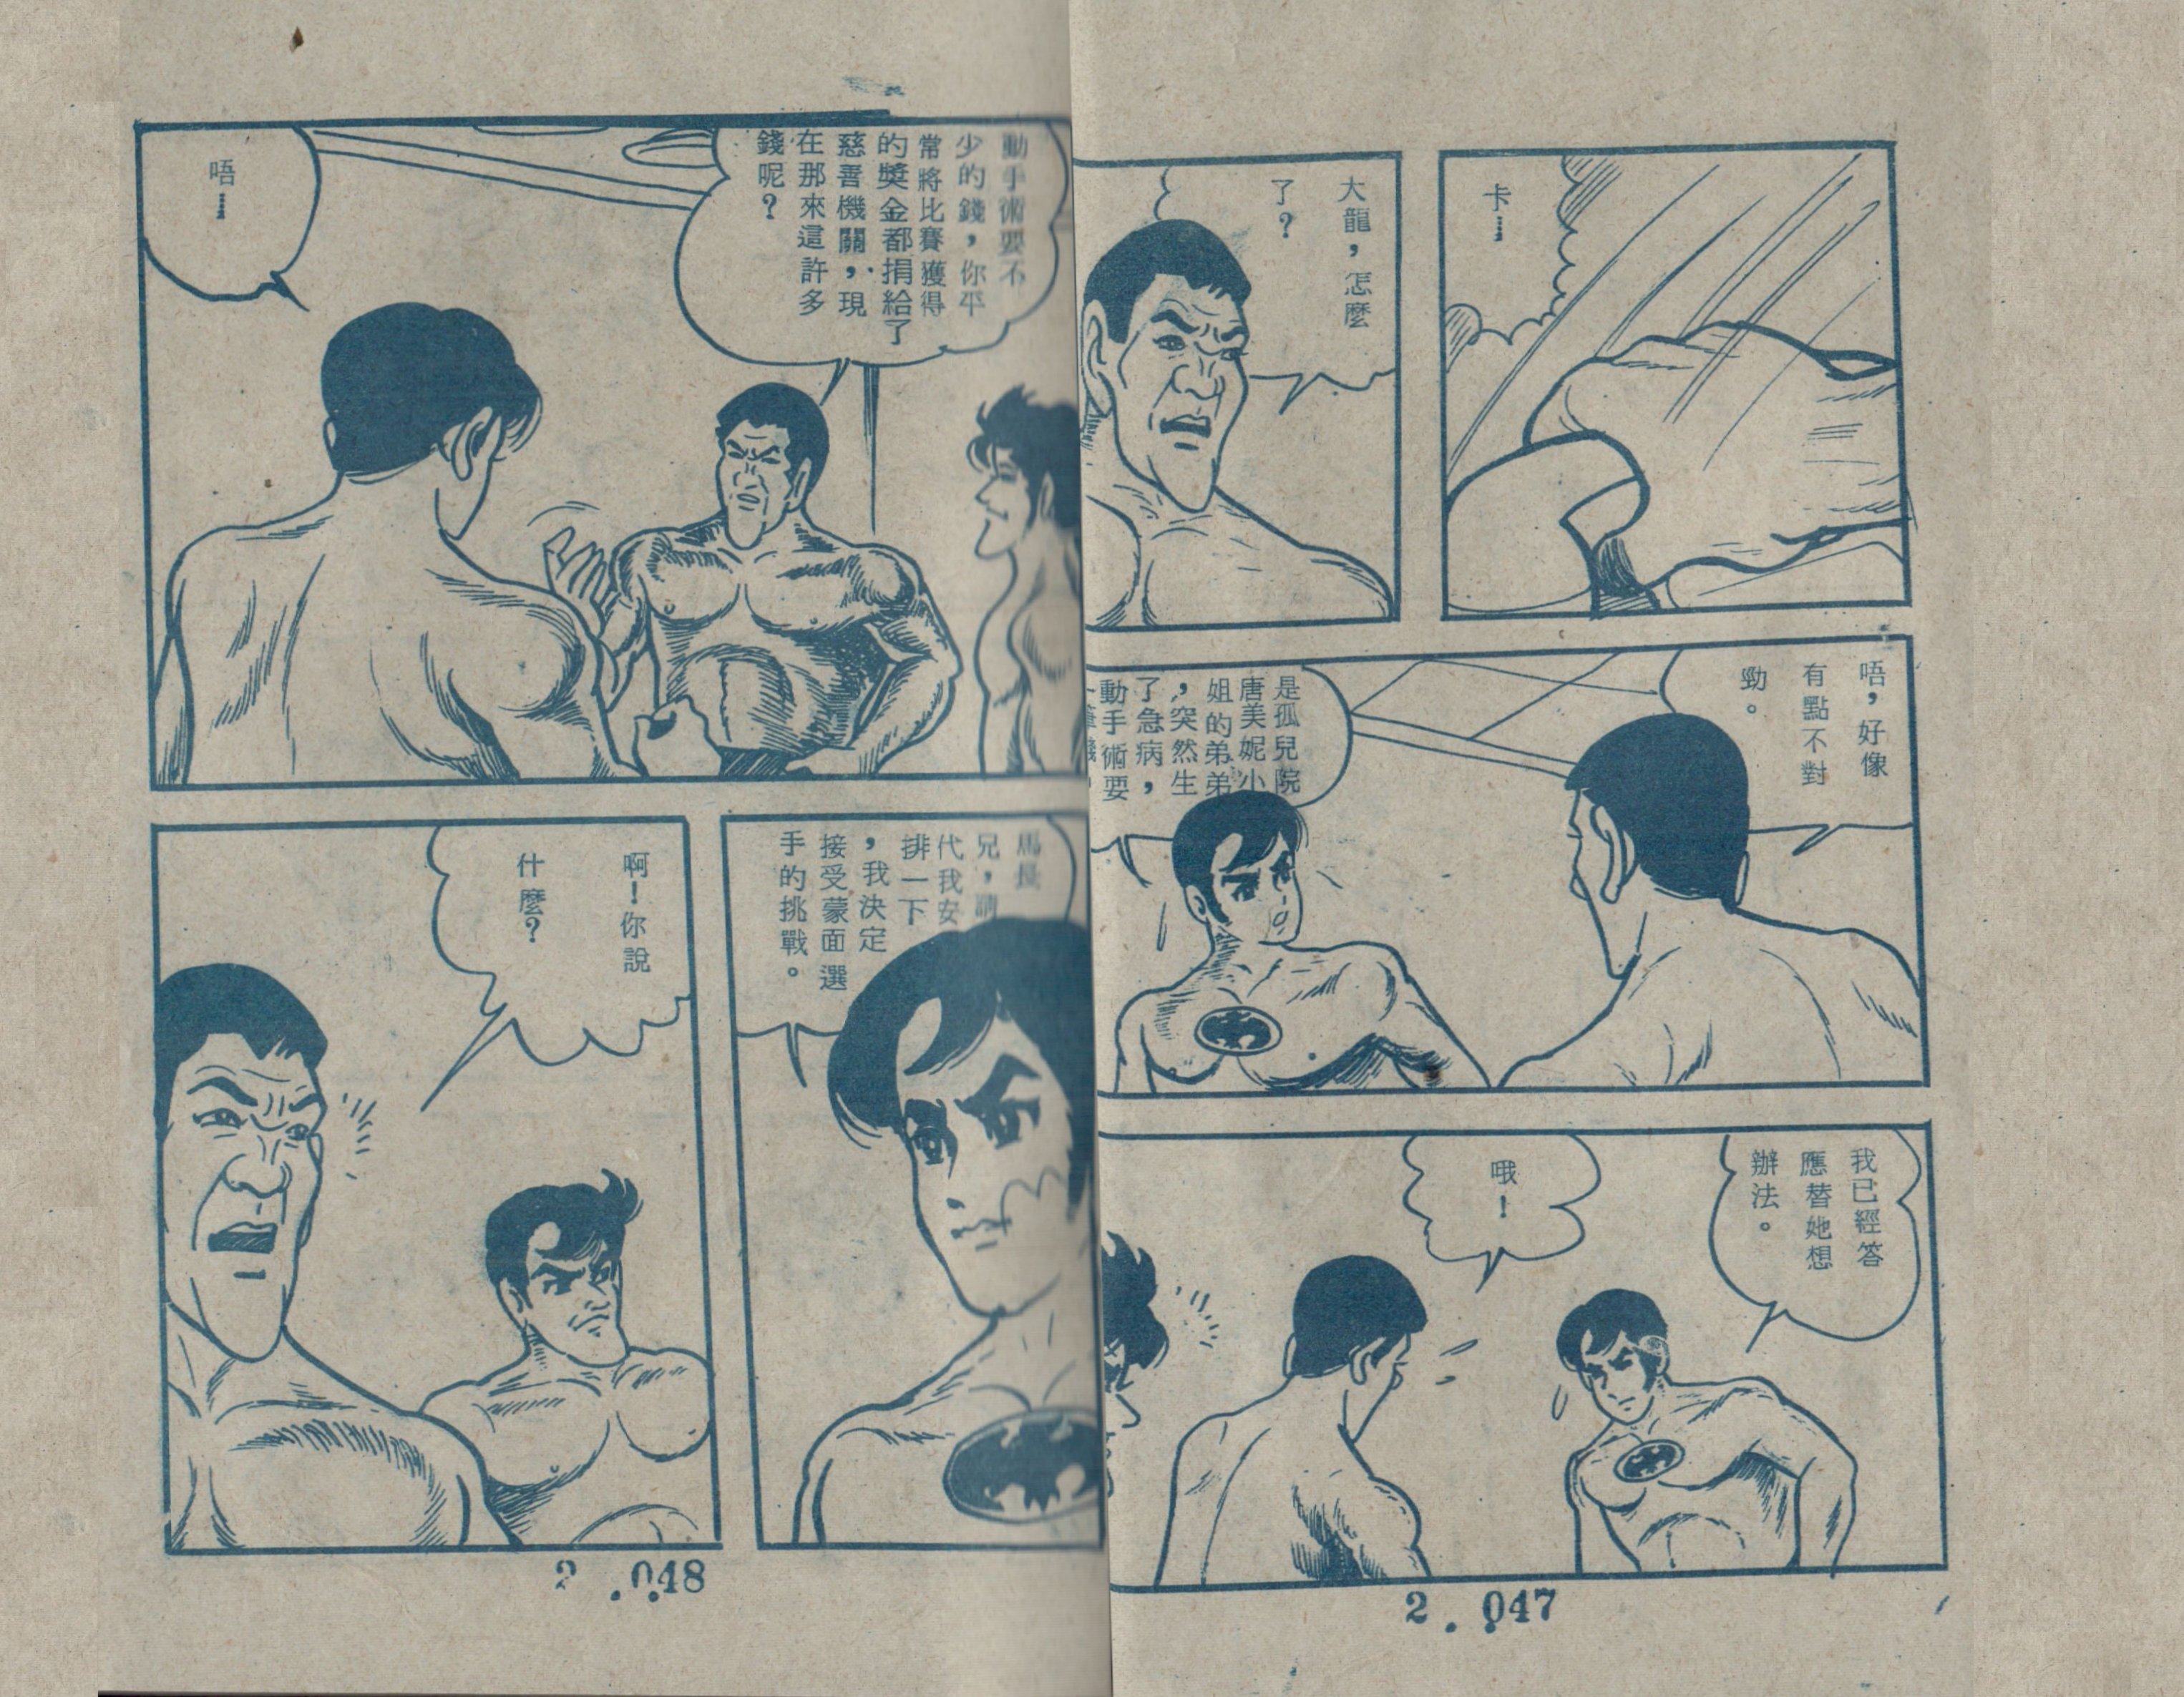 卡┅
大龍，怎麼
了？
唔，好像
有點不對
勁。
是孤兒院
唐美妮小
姐的弟弟
，突然生
了急病，
動手術要
我已經答
應替她想
辦法。
哦！
2.047
動手術要不
少的錢，你平
常將比賽獲得
的獎金都捐給了
慈善機關，現
在那來這許多
錢呢？
唔┅
馬長
兄，請
代我安
排一下
，我決定
接受蒙面選
手的挑戰。
啊！你說
什麼？
2.048